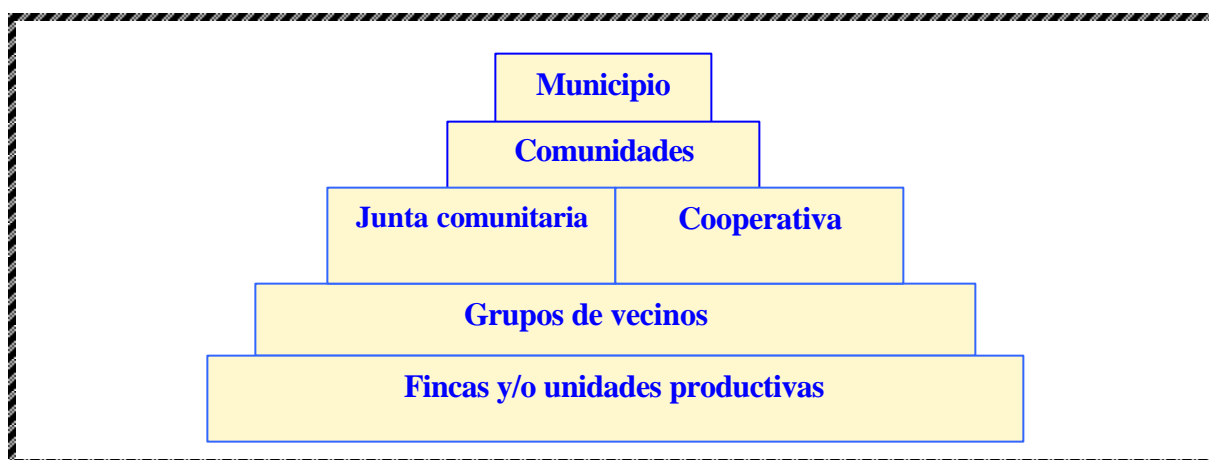 Municipio
Comunidades
Junta comunitaria
Cooperativa
Grupos de vecinos
Fincas y/o unidades productivas